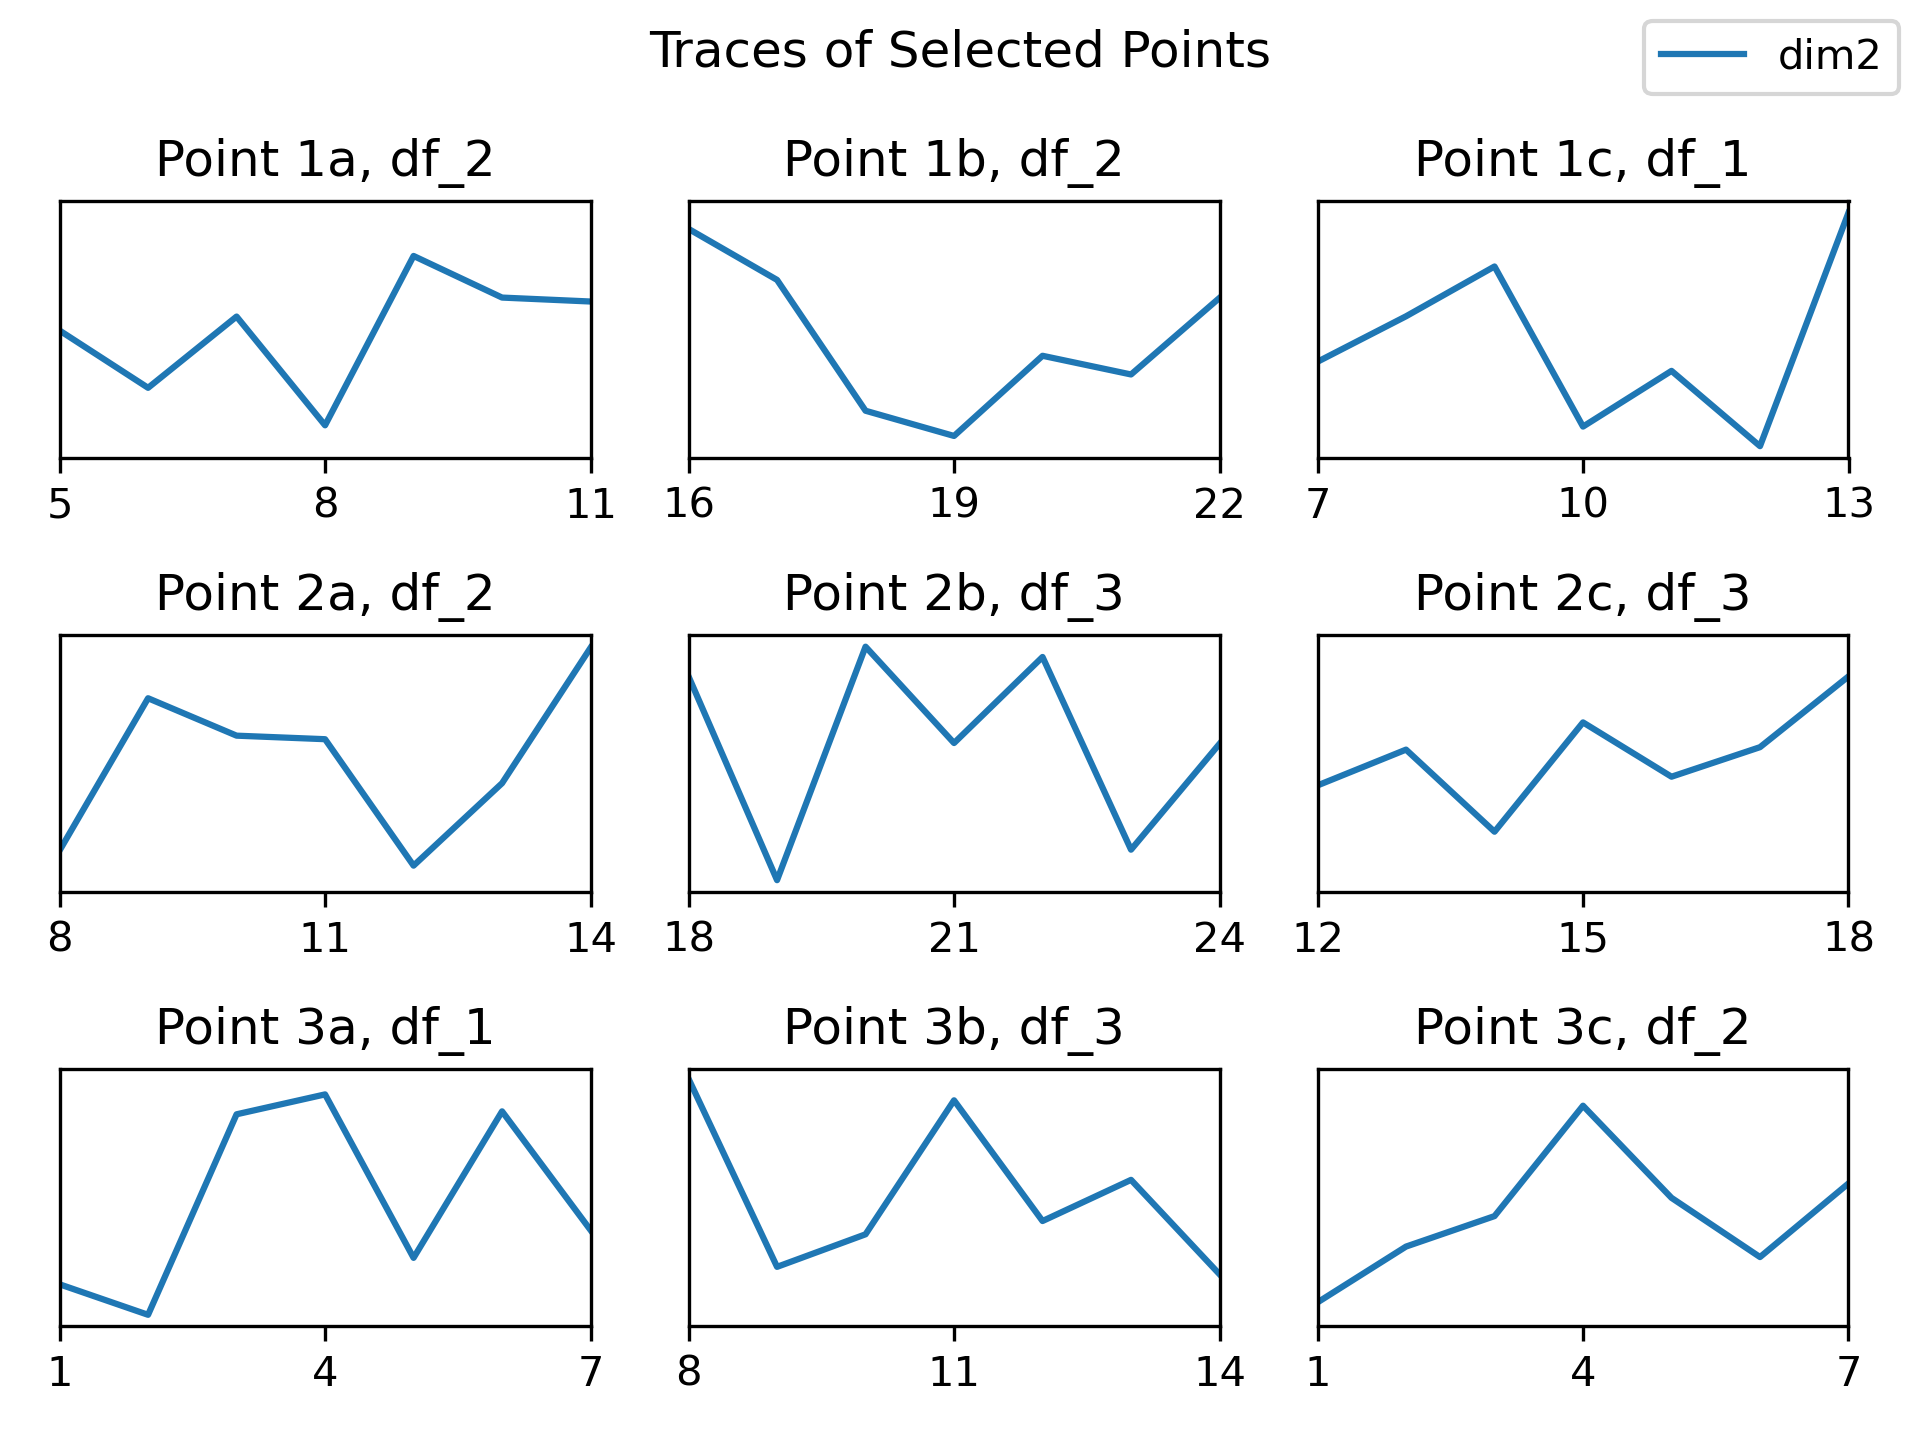 Traces of Selected Points
dim2
Point 1a, df_2
Point 1b, df_2
Point 1c, df_1
5 8 11
16 19 22
7 10 13
Point 2a, df_2
Point 2b, df_3
Point 2c, df_3
8 11 14
18 21 24
12 15 18
Point 3a, df_1
Point 3b, df_3
Point 3c, df_2
1 4 7
8 11 14
1 4 7